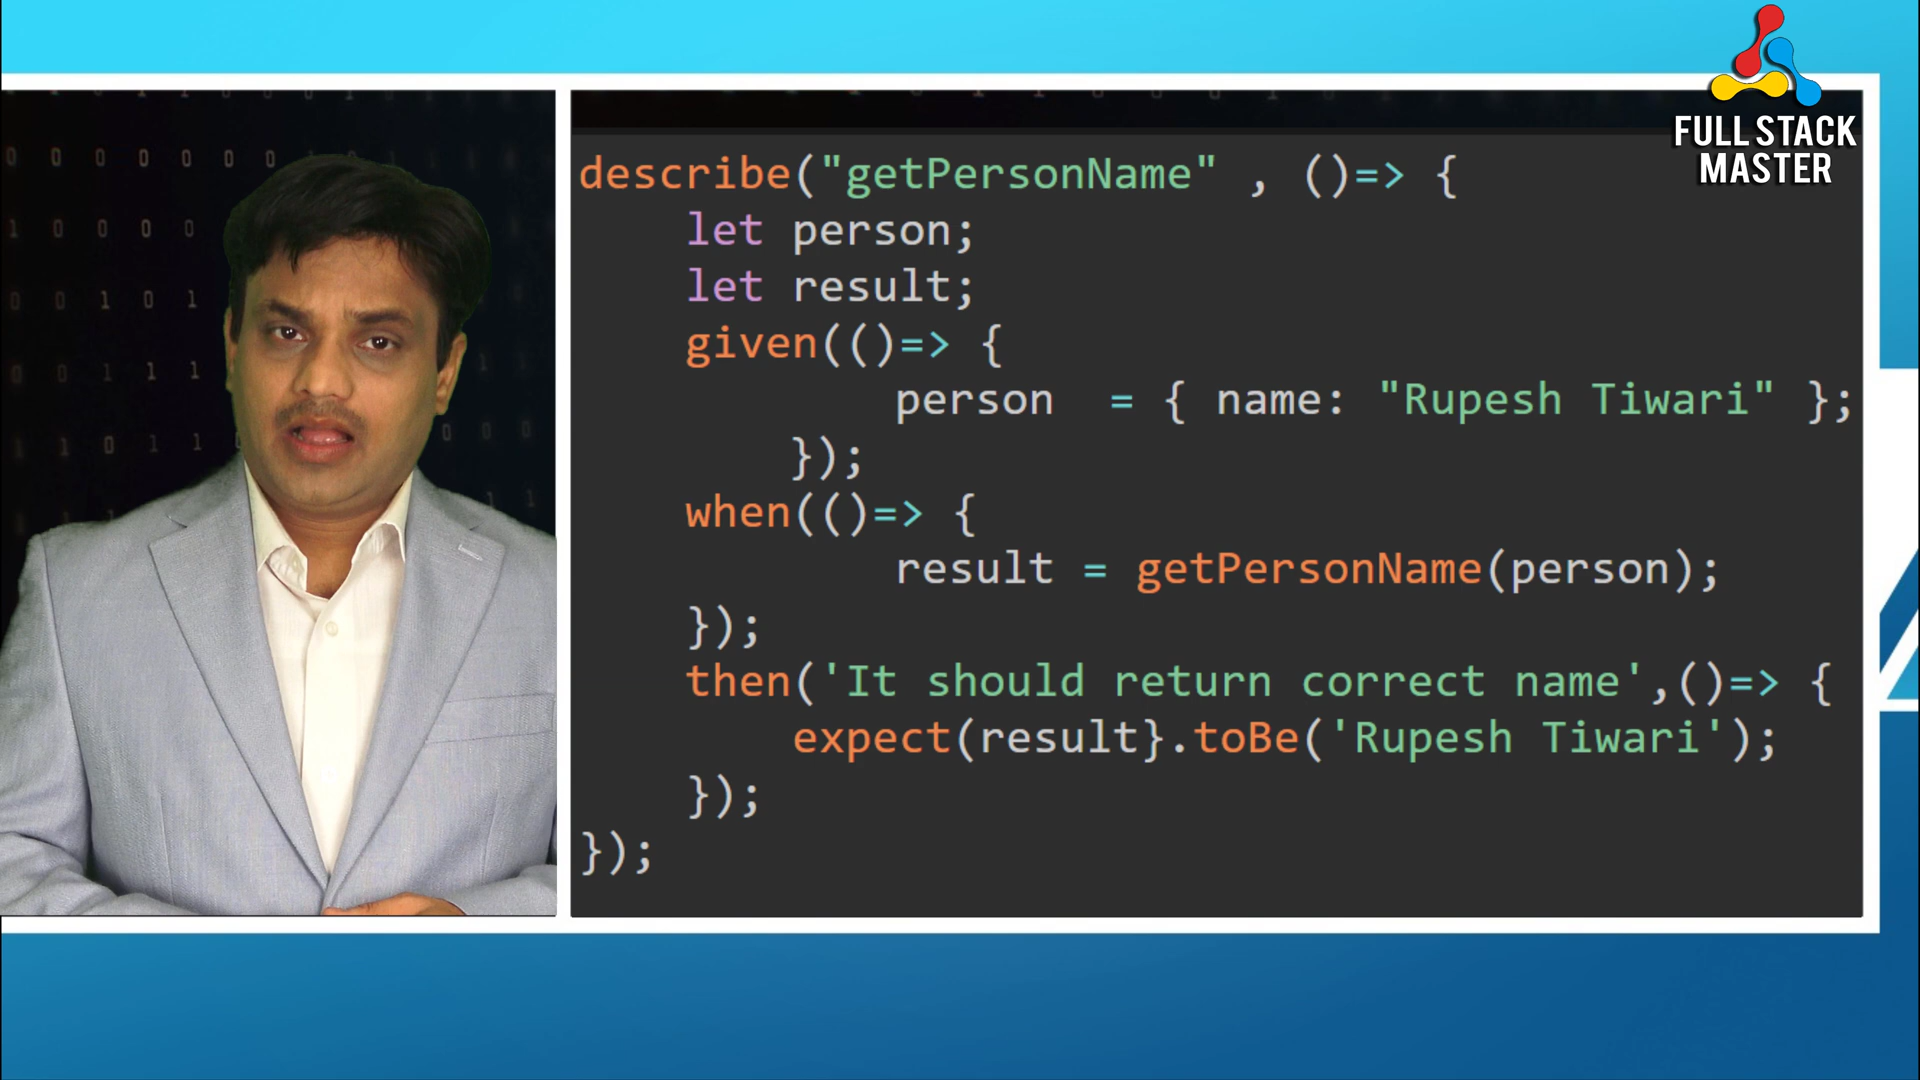 FULL STACK
MASTER
describe("getPersonName" , ()=> {
let person;
let result;
given(()=> {
person = { name: "Rupesh Tiwari" };
});
when(()=> {
result = getPersonName(person);
});
then('It should return correct name',()=> {
expect(result}.toBe('Rupesh Tiwari');
});
});